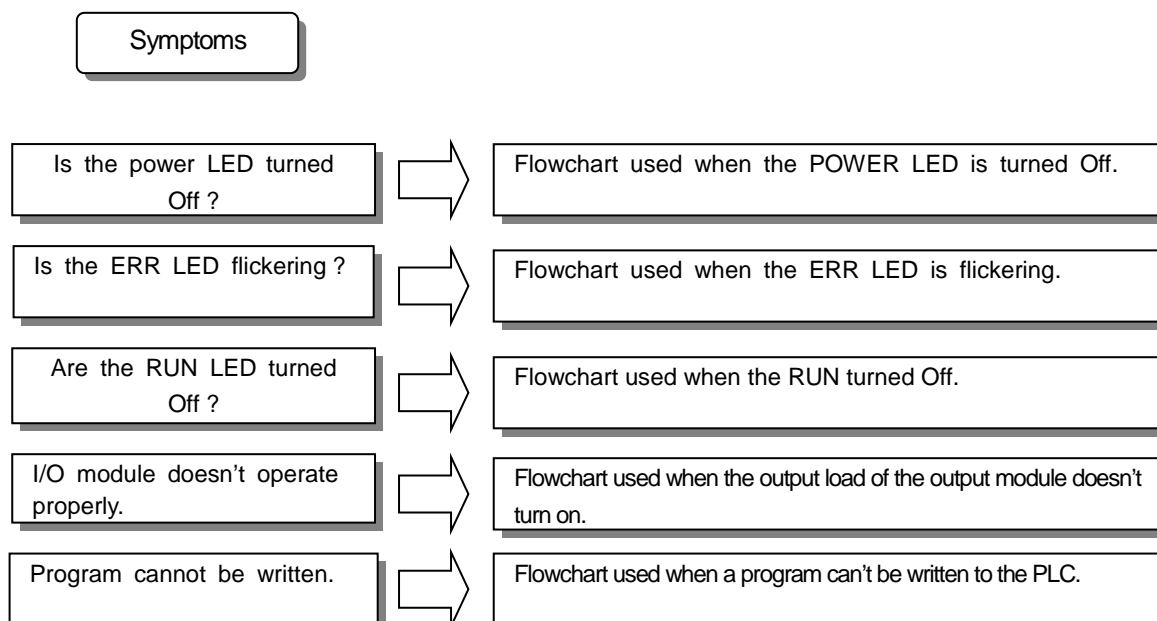 Symptoms
Is the power LED turned
Off ?
Flowchart used when the POWER LED is turned Off.
Is the ERR LED flickering ?
Flowchart used when the ERR LED is flickering.
Are the RUN LED turned
Off ?
Flowchart used when the RUN turned Off.
I/O module doesn't operate
properly.
Flowchart used when the output load of the output module doesn't
turn on.
Program cannot be written.
Flowchart used when a program can't be written to the PLC.